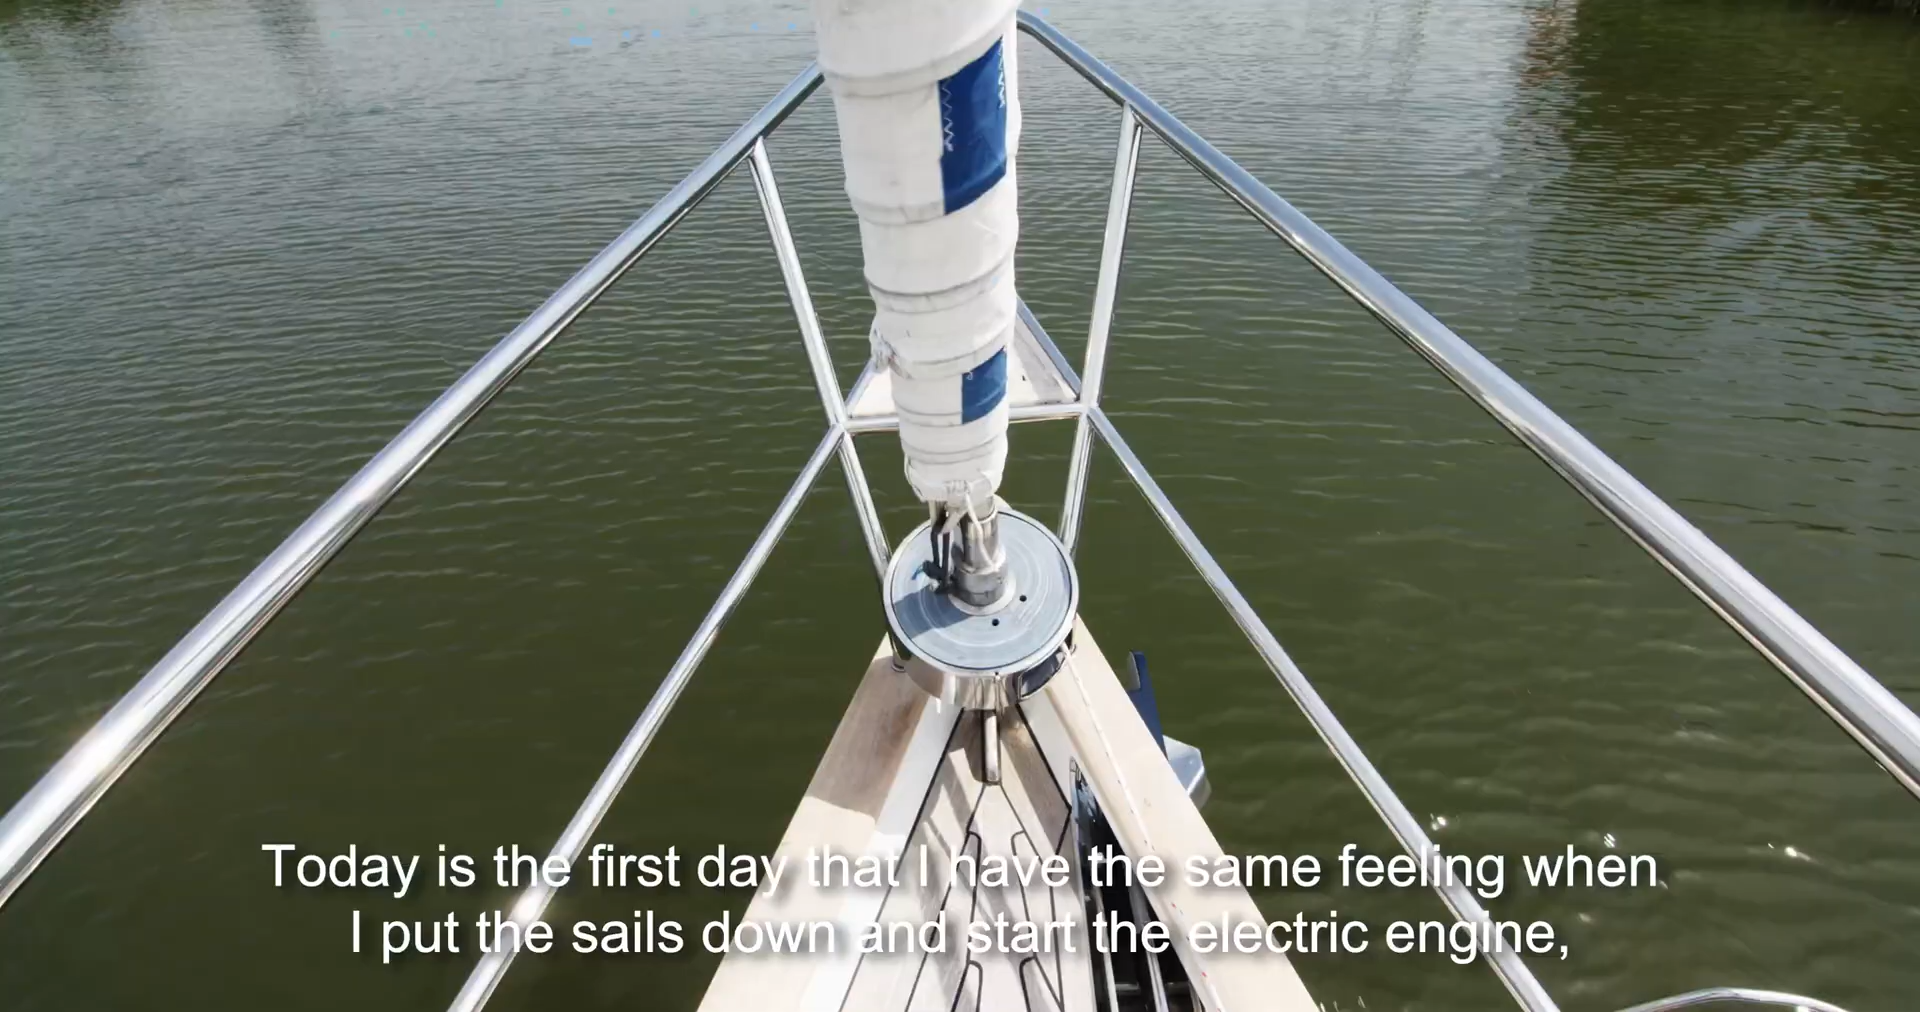 Today is the first day that I have the same feeling when
I put the sails down and start the electric engine,